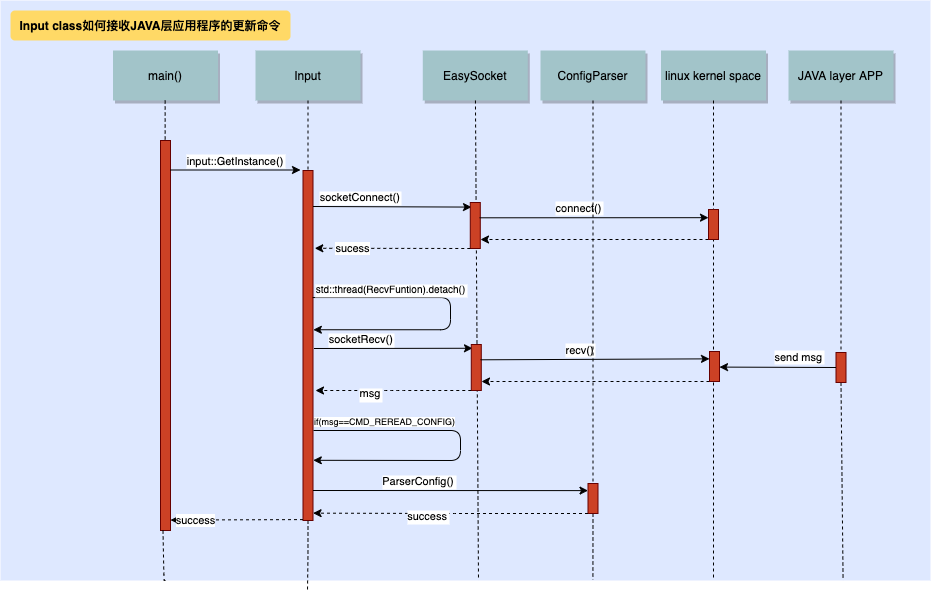 Input class如何接收JAVA层应用程序的更新命令
main()
Input
EasySocket
ConfigParser
linux kernel space
JAVA layer APP
input::GetInstance()
socketConnect()
connect()
sucess
std::thread(RecvFuntion).detach()
socketRecv()
recv()
send msg
msg
if(msg==CMD_REREAD_CONFIG)
ParserConfig()
success
success